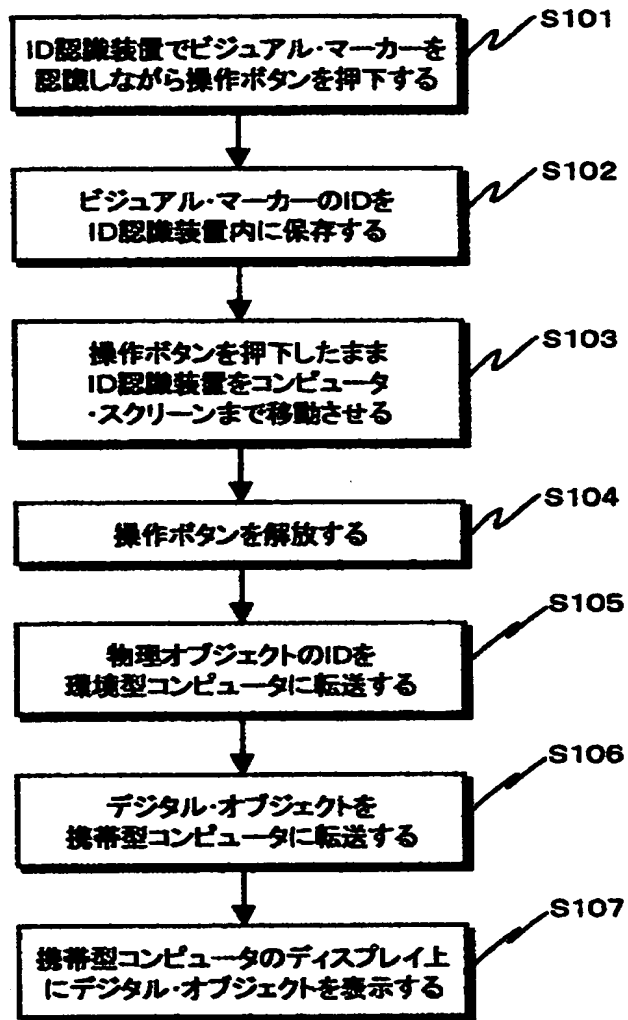 S101
ID認識装置でビジュアル・マーカーを
認識しながら操作ボタンを押下する
S102
ビジュアル・マーカーのIDを
ID認識装置内に保存する
S103
操作ボタンを押下したまま
ID認識装置をコンピュータ
・スクリーンまで移動させる
S104
操作ボタンを解放する
S105
物理オブジェクトのIDを
環境型コンピュータに転送する
S106
デジタル・オブジェクトを
携帯型コンピュータに転送する
S107
携帯型コンピュータのディスプレイ上
にデジタル・オブジェクトを表示する